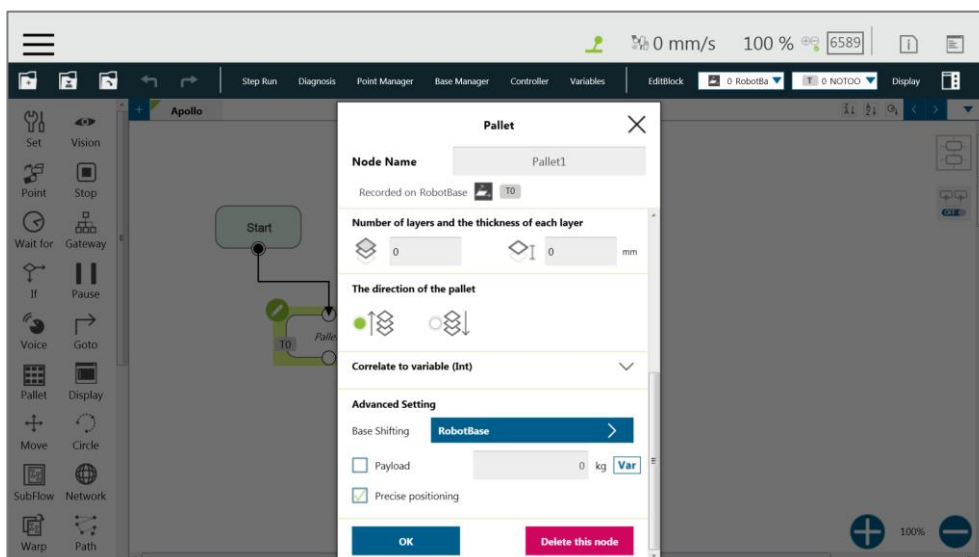 0 mm/s 100 % 6589
Step Run Diagnosis Point Manager Base Manager Controller Variables EditBlock 0 RobotBa T 0 NOTOO Display
+ Apollo
Pallet
Set Vision
Node Name Pallet1
Recorded on RobotBase T0
Point Stop
Number of layers and the thickness of each layer
Start
0 0 mm
Wait for Gateway
The direction of the pallet
If Pause
T0 Palle
Voice Goto
Correlate to variable (Int)
Pallet Display
Advanced Setting
Base Shifting RobotBase
Move Circle
Payload 0 kg Var
SubFlow Network
Precise positioning
OK Delete this node
100%
Warp Path